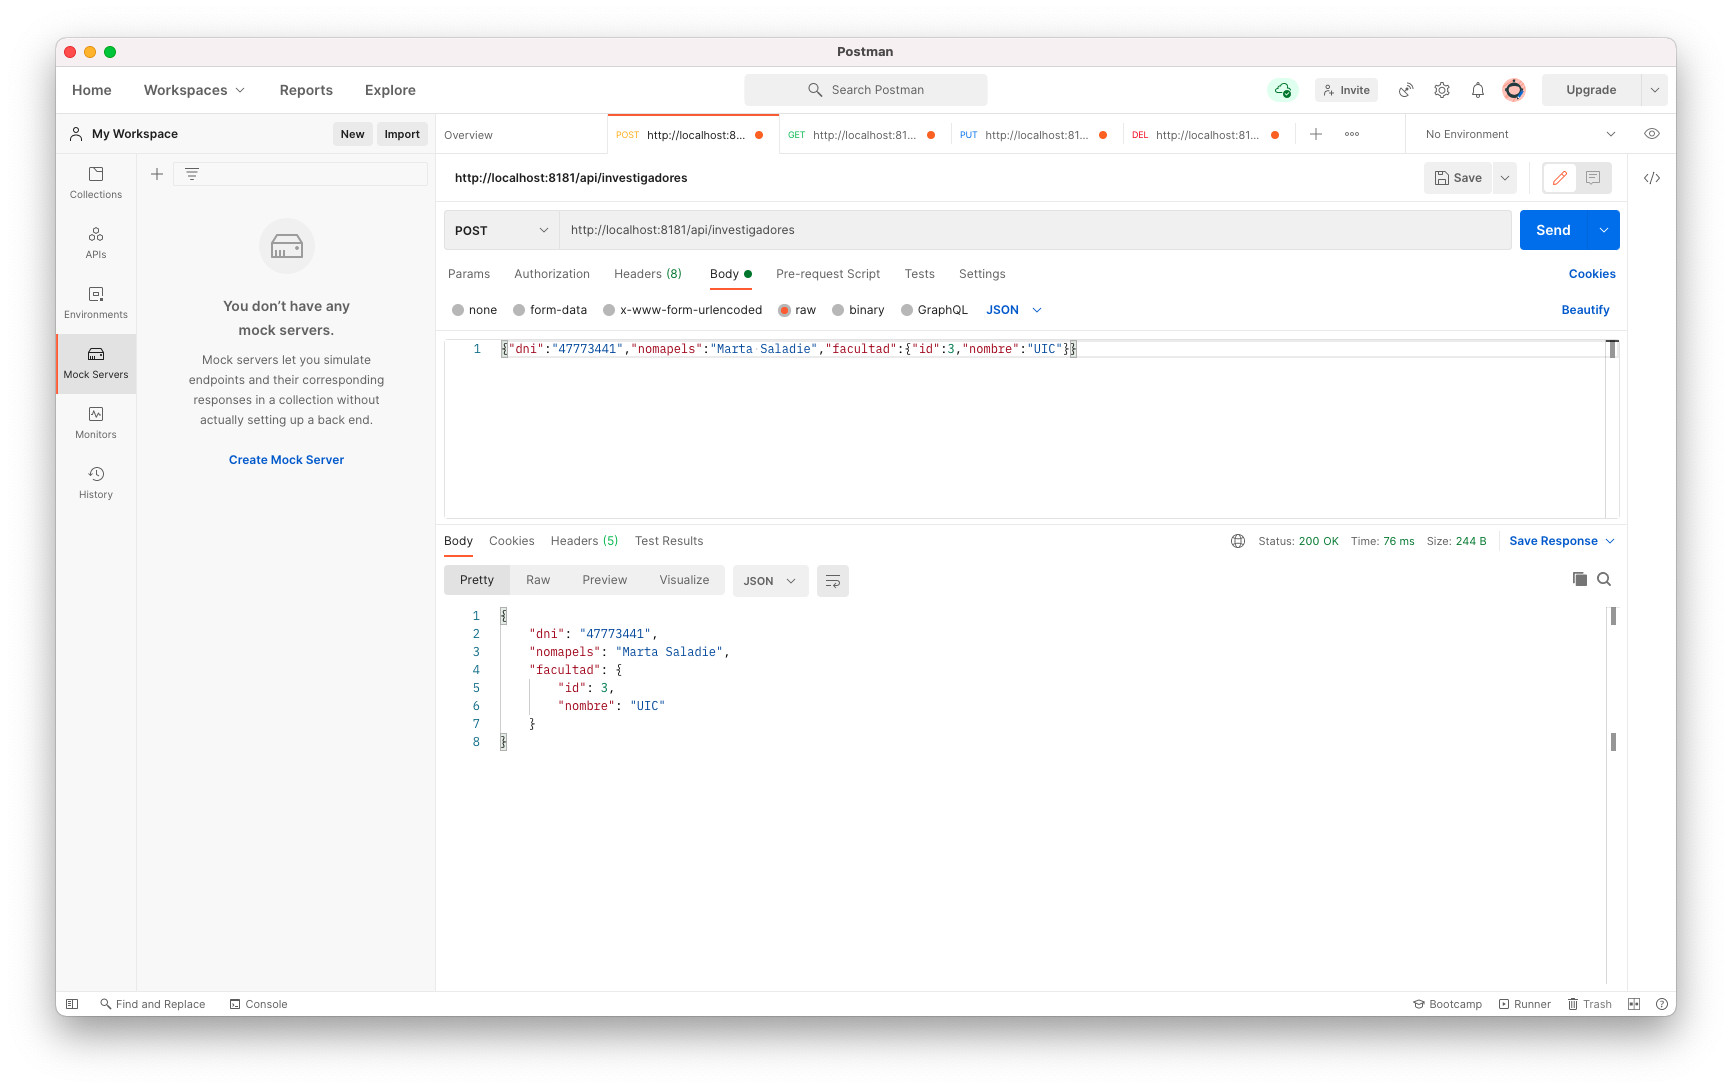 Postman
Home Workspaces Reports Explore Search Postman Invite Upgrade
My Workspace New Import Overview POST http://localhost:8... GET http://localhost:81... PUT http://localhost:81... DEL http://localhost:81... No Environment
Collections
APIs
Environments
Mock Servers
Monitors
History
You don't have any
mock servers.
Mock servers let you simulate
endpoints and their corresponding
responses in a collection without
actually setting up a back end.
Create Mock Server
http://localhost:8181/api/investigadores Save
POST http://localhost:8181/api/investigadores Send
Params Authorization Headers (8) Body Pre-request Script Tests Settings Cookies
none form-data x-www-form-urlencoded raw binary GraphQL JSON Beautify
1 {"dni":"47773441","nomapels":"Marta Saladie","facultad":{"id":3,"nombre":"UIC"}}
Body Cookies Headers (5) Test Results Status: 200 OK Time: 76 ms Size: 244 B Save Response
Pretty Raw Preview Visualize JSON
1 {
2 "dni": "47773441",
3 "nomapels": "Marta Saladie",
4 "facultad": {
5 "id": 3,
6 "nombre": "UIC"
7 }
8 }
Find and Replace Console Bootcamp Runner Trash